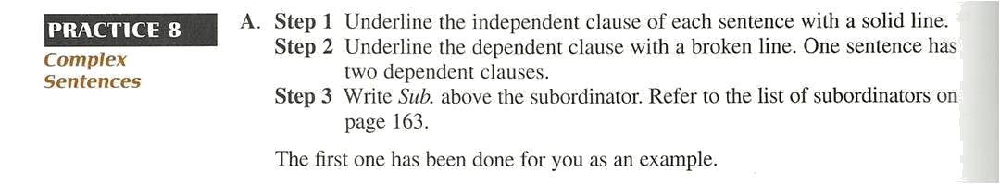 PRACTICE 8
Complex
Sentences
A. Step 1 Underline the independent clause of each sentence with a solid line.
Step 2 Underline the dependent clause with a broken line. One sentence has
two dependent clauses.
Step 3 Write Sub. above the subordinator. Refer to the list of subordinators on
page 163.
The first one has been done for you as an example.